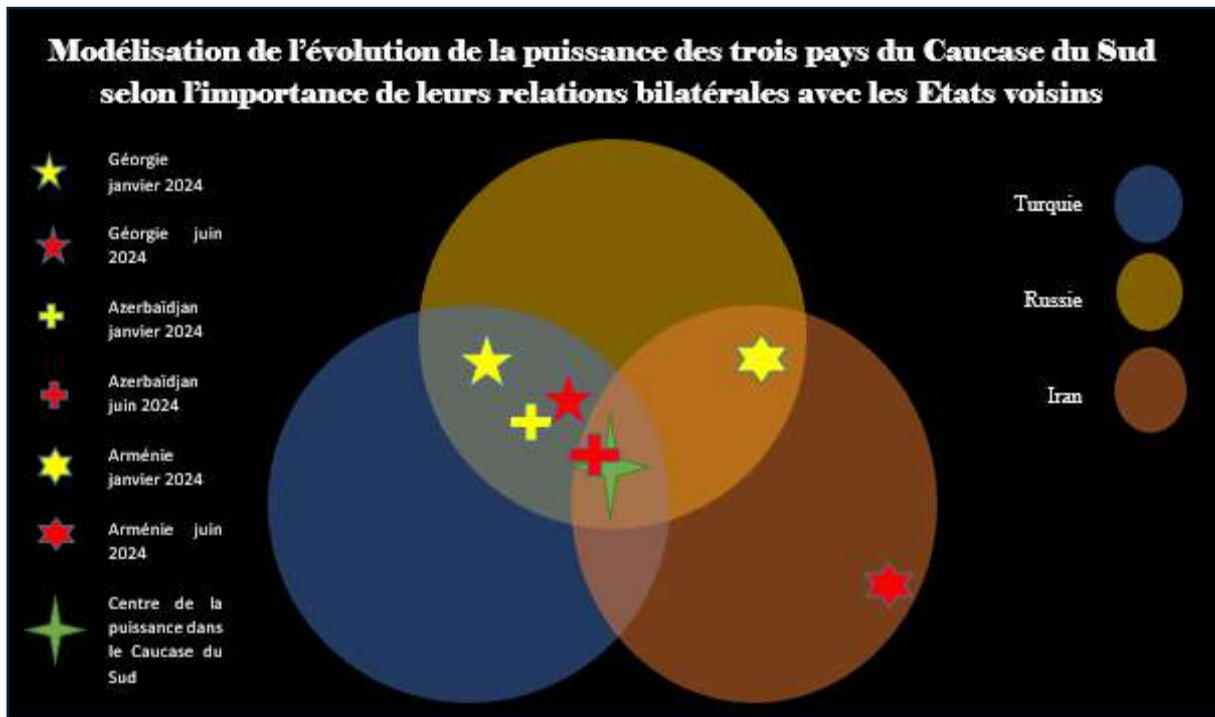 Modélisation de l’évolution de la puissance des trois pays du Caucase du Sud
selon l’importance de leurs relations bilatérales avec les Etats voisins
Géorgie
janvier 2024
Géorgie juin
2024
Azerbaïdjan
janvier 2024
Azerbaïdjan
juin 2024
Arménie
janvier 2024
Arménie juin
2024
Centre de la
puissance dans
le Caucase du
Sud
Turquie
Russie
Iran